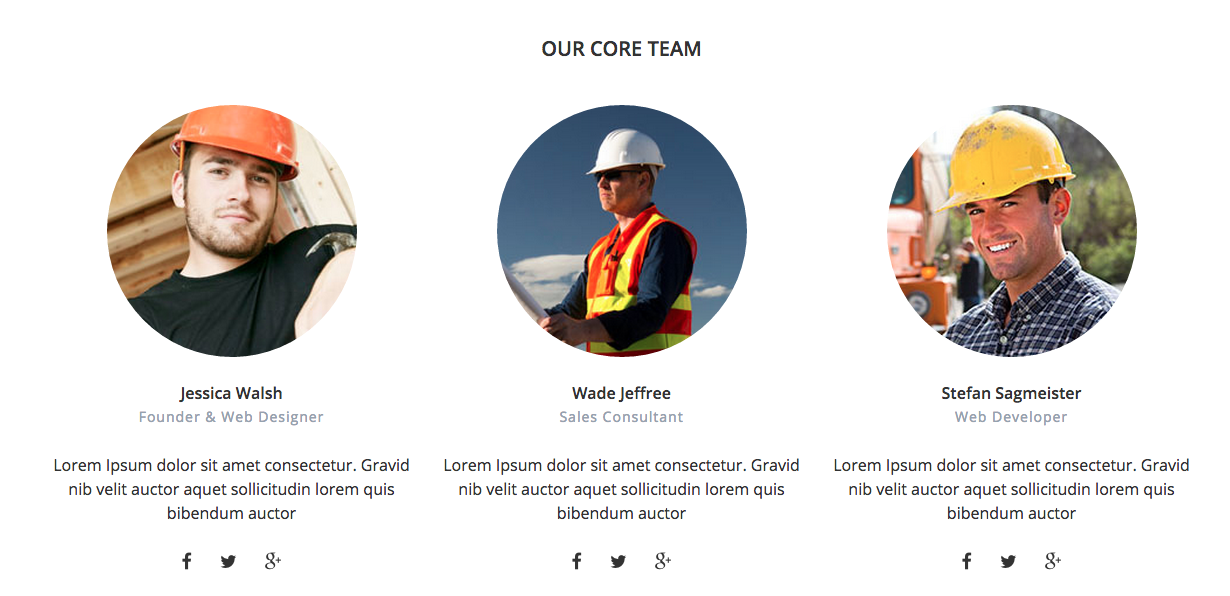 OUR CORE TEAM
Jessica Walsh
Founder & Web Designer
Lorem Ipsum dolor sit amet consectetur. Gravid
nib velit auctor aquet sollicitudin lorem quis
bibendum auctor
Wade Jeffree
Sales Consultant
Lorem Ipsum dolor sit amet consectetur. Gravid
nib velit auctor aquet sollicitudin lorem quis
bibendum auctor
Stefan Sagmeister
Web Developer
Lorem Ipsum dolor sit amet consectetur. Gravid
nib velit auctor aquet sollicitudin lorem quis
bibendum auctor